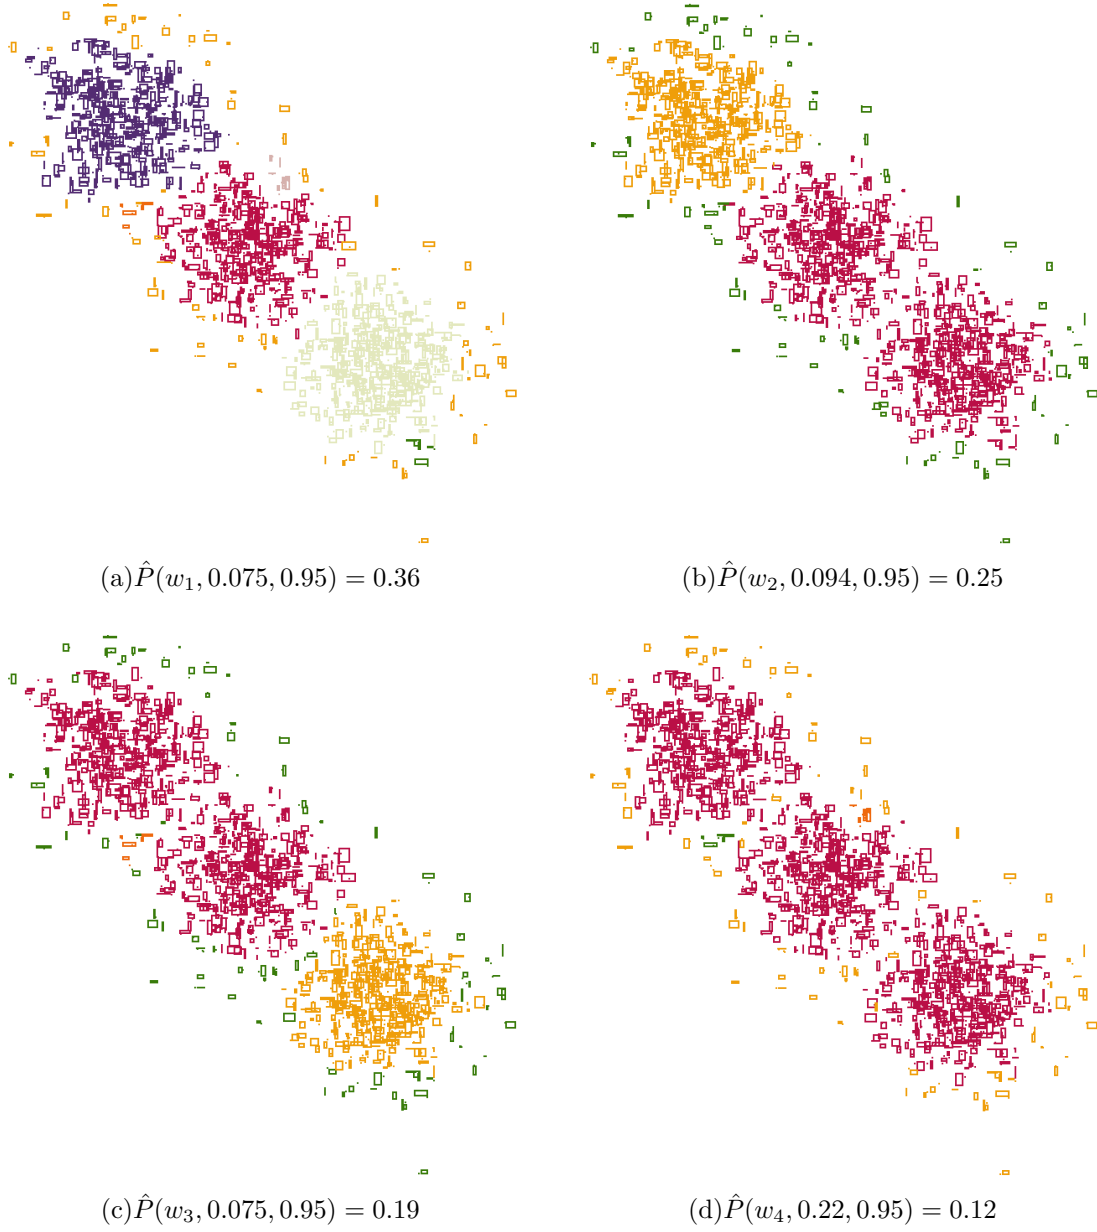 (a) P̂(w₁, 0.075, 0.95) = 0.36
(b) P̂(w₂, 0.094, 0.95) = 0.25
(c) P̂(w₃, 0.075, 0.95) = 0.19
(d) P̂(w₄, 0.22, 0.95) = 0.12